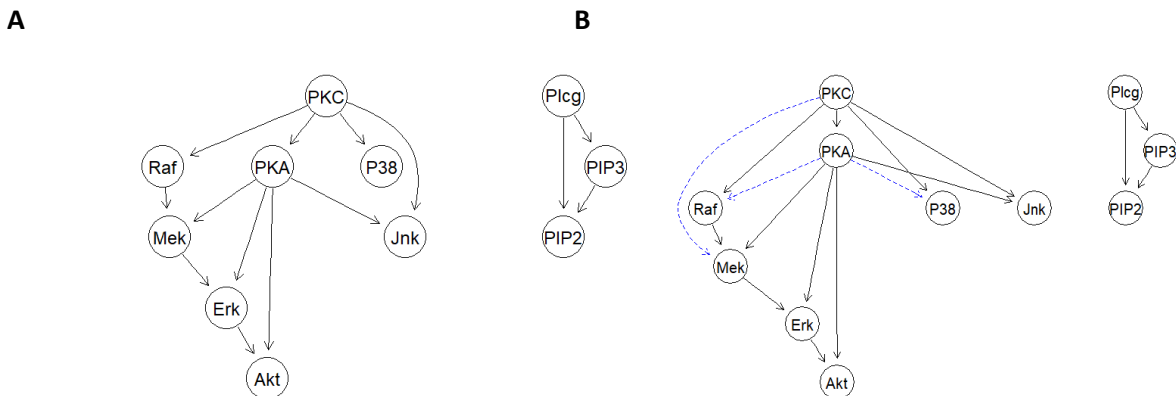 A
B
PKC
Plcg
Raf
PKA
P38
PIP3
Mek
Jnk
PIP2
Erk
Akt
PKC
Plcg
PKA
PIP3
Raf
P38
Jnk
PIP2
Mek
Erk
Akt